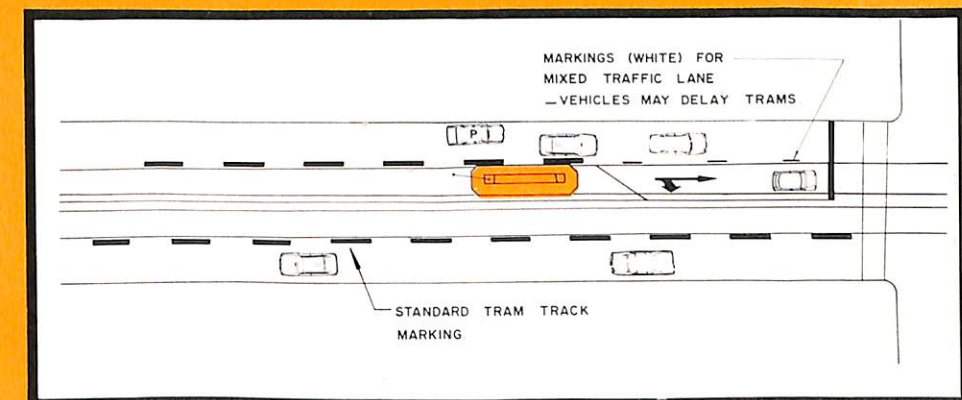 MARKINGS (WHITE) FOR
MIXED TRAFFIC LANE
—VEHICLES MAY DELAY TRAMS
P
STANDARD TRAM TRACK
MARKING